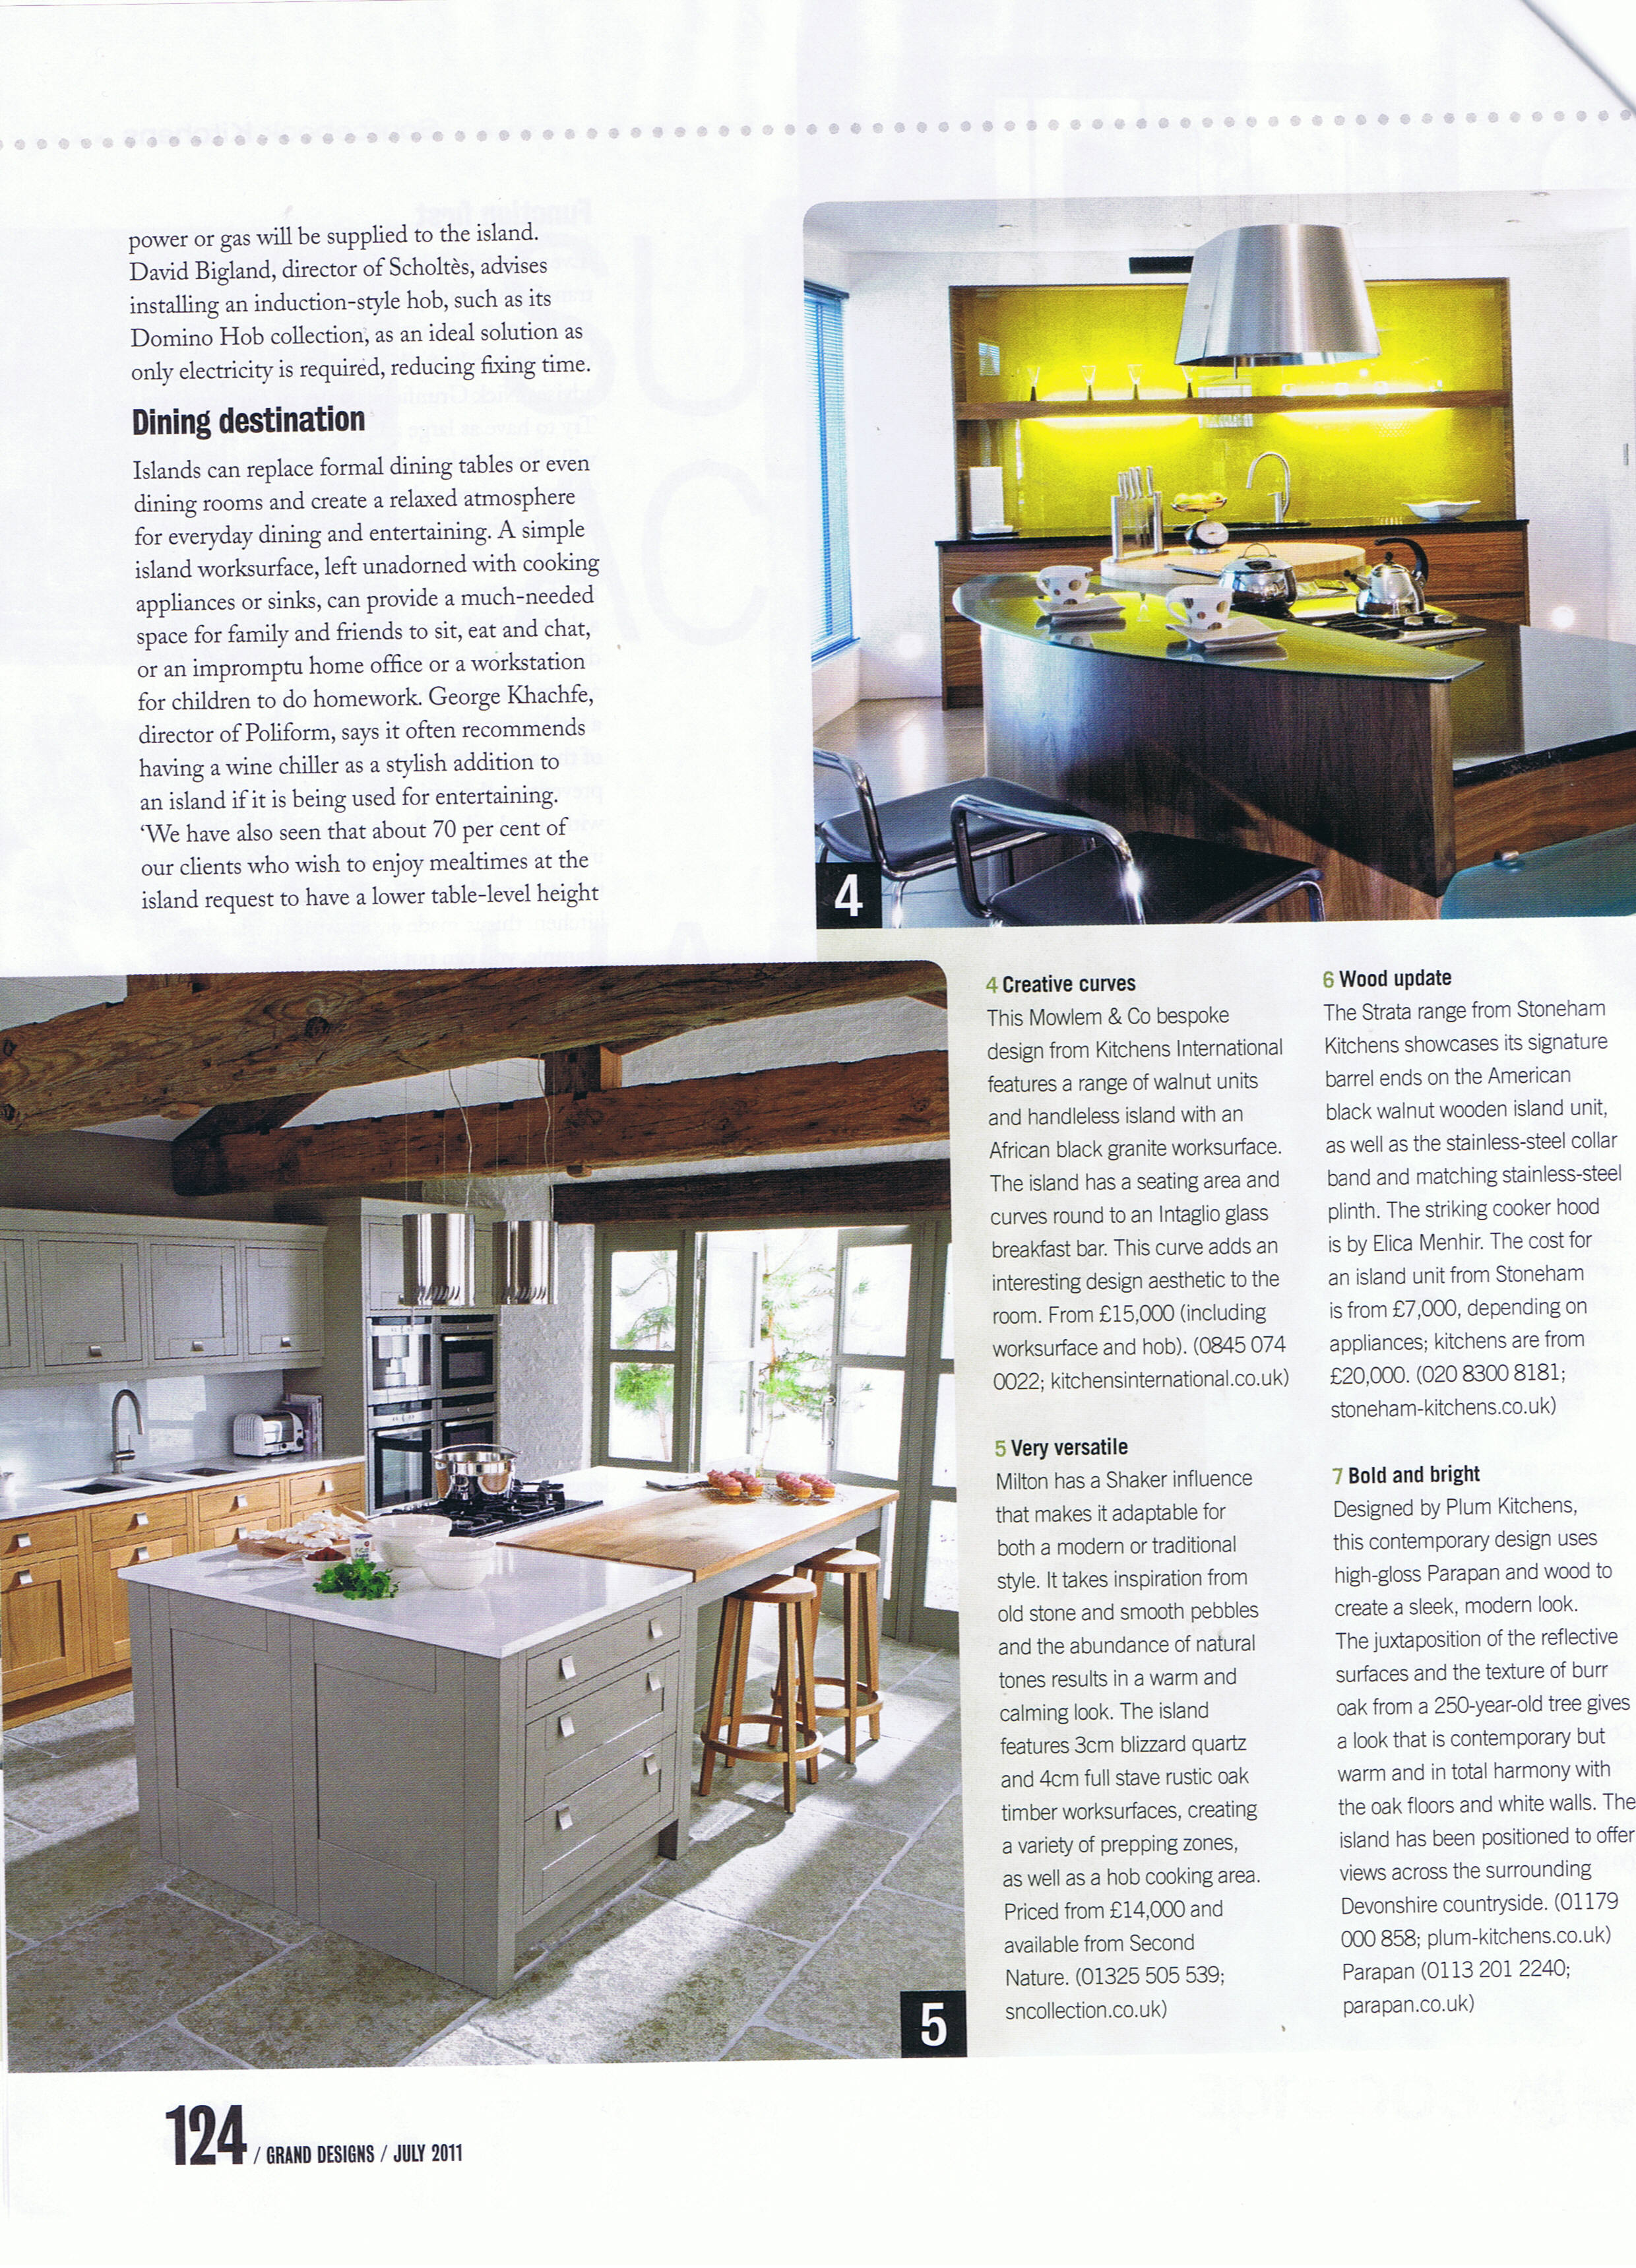 power or gas will be supplied to the island.
David Bigland, director of Scholtès, advises
installing an induction-style hob, such as its
Domino Hob collection, as an ideal solution as
only electricity is required, reducing fixing time.
Dining destination
Islands can replace formal dining tables or even
dining rooms and create a relaxed atmosphere
for everyday dining and entertaining. A simple
island worksurface, left unadorned with cooking
appliances or sinks, can provide a much-needed
space for family and friends to sit, eat and chat,
or an impromptu home office or a workstation
for children to do homework. George Khachfe,
director of Poliform, says it often recommends
having a wine chiller as a stylish addition to
an island if it is being used for entertaining.
‘We have also seen that about 70 per cent of
our clients who wish to enjoy mealtimes at the
island request to have a lower table-level height
4
4 Creative curves
This Mowlem & Co bespoke
design from Kitchens International
features a range of walnut units
and handleless island with an
African black granite worksurface.
The island has a seating area and
curves round to an Intaglio glass
breakfast bar. This curve adds an
interesting design aesthetic to the
room. From £15,000 (including
worksurface and hob). (0845 074
0022; kitchensinternational.co.uk)
5 Very versatile
Milton has a Shaker influence
that makes it adaptable for
both a modern or traditional
style. It takes inspiration from
old stone and smooth pebbles
and the abundance of natural
tones results in a warm and
calming look. The island
features 3cm blizzard quartz
and 4cm full stave rustic oak
timber worksurfaces, creating
a variety of prepping zones,
as well as a hob cooking area.
Priced from £14,000 and
available from Second
Nature. (01325 505 539;
sncollection.co.uk)
6 Wood update
The Strata range from Stoneham
Kitchens showcases its signature
barrel ends on the American
black walnut wooden island unit,
as well as the stainless-steel collar
band and matching stainless-steel
plinth. The striking cooker hood
is by Elica Menhir. The cost for
an island unit from Stoneham
is from £7,000, depending on
appliances; kitchens are from
£20,000. (020 8300 8181;
stoneham-kitchens.co.uk)
7 Bold and bright
Designed by Plum Kitchens,
this contemporary design uses
high-gloss Parapan and wood to
create a sleek, modern look.
The juxtaposition of the reflective
surfaces and the texture of burr
oak from a 250-year-old tree gives
a look that is contemporary but
warm and in total harmony with
the oak floors and white walls. The
island has been positioned to offer
views across the surrounding
Devonshire countryside. (01179
000 858; plum-kitchens.co.uk)
Parapan (0113 201 2240;
parapan.co.uk)
5
124 / GRAND DESIGNS / JULY 2011